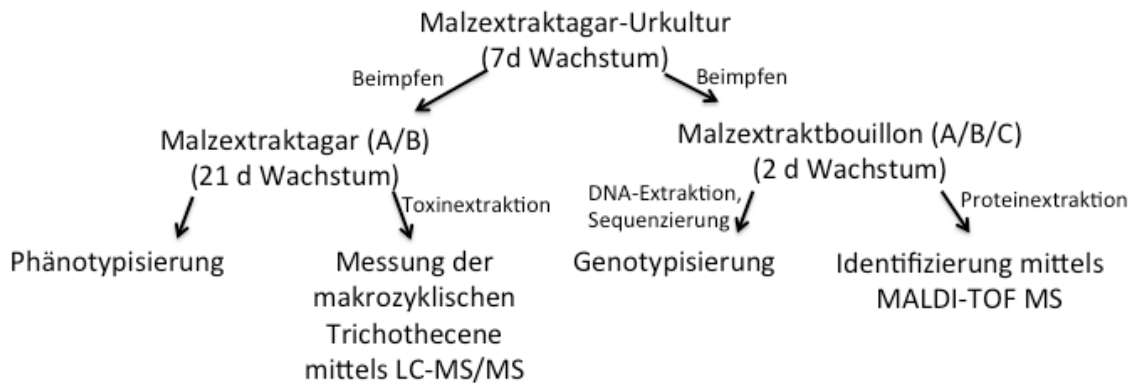 Malzextraktagar-Urkultur
(7d Wachstum)
Beimpfen
Beimpfen
Malzextraktagar (A/B)
(21 d Wachstum)
Malzextraktbouillon (A/B/C)
(2 d Wachstum)
Toxinextraktion
DNA-Extraktion,
Sequenzierung
Proteinextraktion
Phänotypisierung
Messung der
makrozyklischen
Trichothecene
mittels LC-MS/MS
Genotypisierung
Identifizierung mittels
MALDI-TOF MS